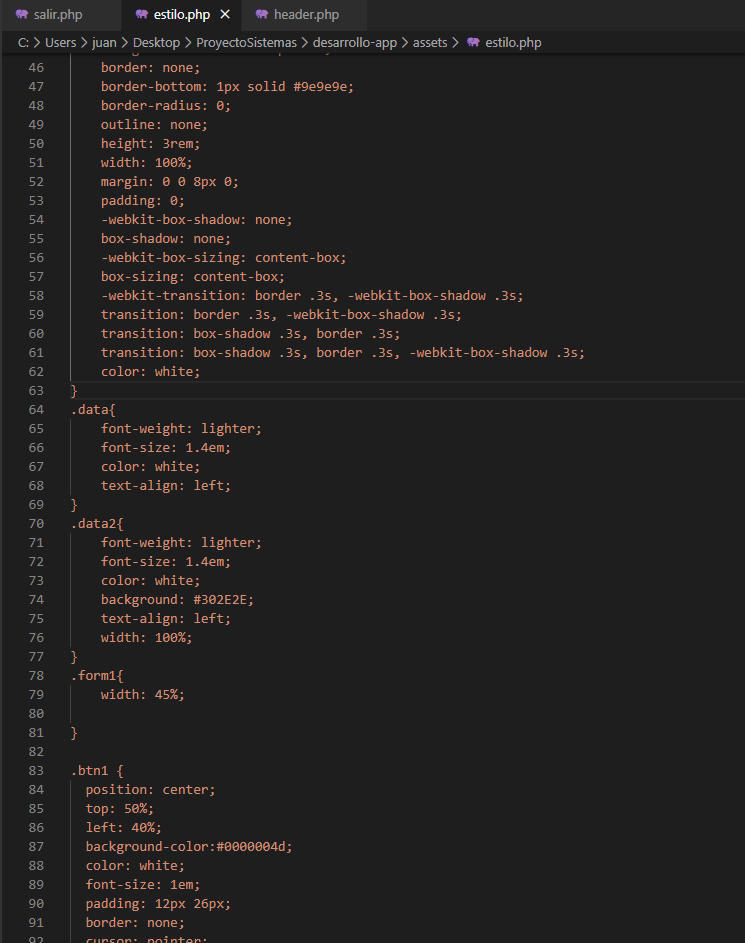 salir.php estilo.php × header.php
C: > Users > juan > Desktop > ProyectoSistemas > desarrollo-app > assets > estilo.php
46 border: none;
47 border-bottom: 1px solid #9e9e9e;
48 border-radius: 0;
49 outline: none;
50 height: 3rem;
51 width: 100%;
52 margin: 0 0 8px 0;
53 padding: 0;
54 -webkit-box-shadow: none;
55 box-shadow: none;
56 -webkit-box-sizing: content-box;
57 box-sizing: content-box;
58 -webkit-transition: border .3s, -webkit-box-shadow .3s;
59 transition: border .3s, -webkit-box-shadow .3s;
60 transition: box-shadow .3s, border .3s;
61 transition: box-shadow .3s, border .3s, -webkit-box-shadow .3s;
62 color: white;
63 }
64 .data{
65 font-weight: lighter;
66 font-size: 1.4em;
67 color: white;
68 text-align: left;
69 }
70 .data2{
71 font-weight: lighter;
72 font-size: 1.4em;
73 color: white;
74 background: #302E2E;
75 text-align: left;
76 width: 100%;
77 }
78 .form1{
79 width: 45%;
80
81 }
82
83 .btn1 {
84 position: center;
85 top: 50%;
86 left: 40%;
87 background-color:#0000004d;
88 color: white;
89 font-size: 1em;
90 padding: 12px 26px;
91 border: none;
92 cursor: pointer;